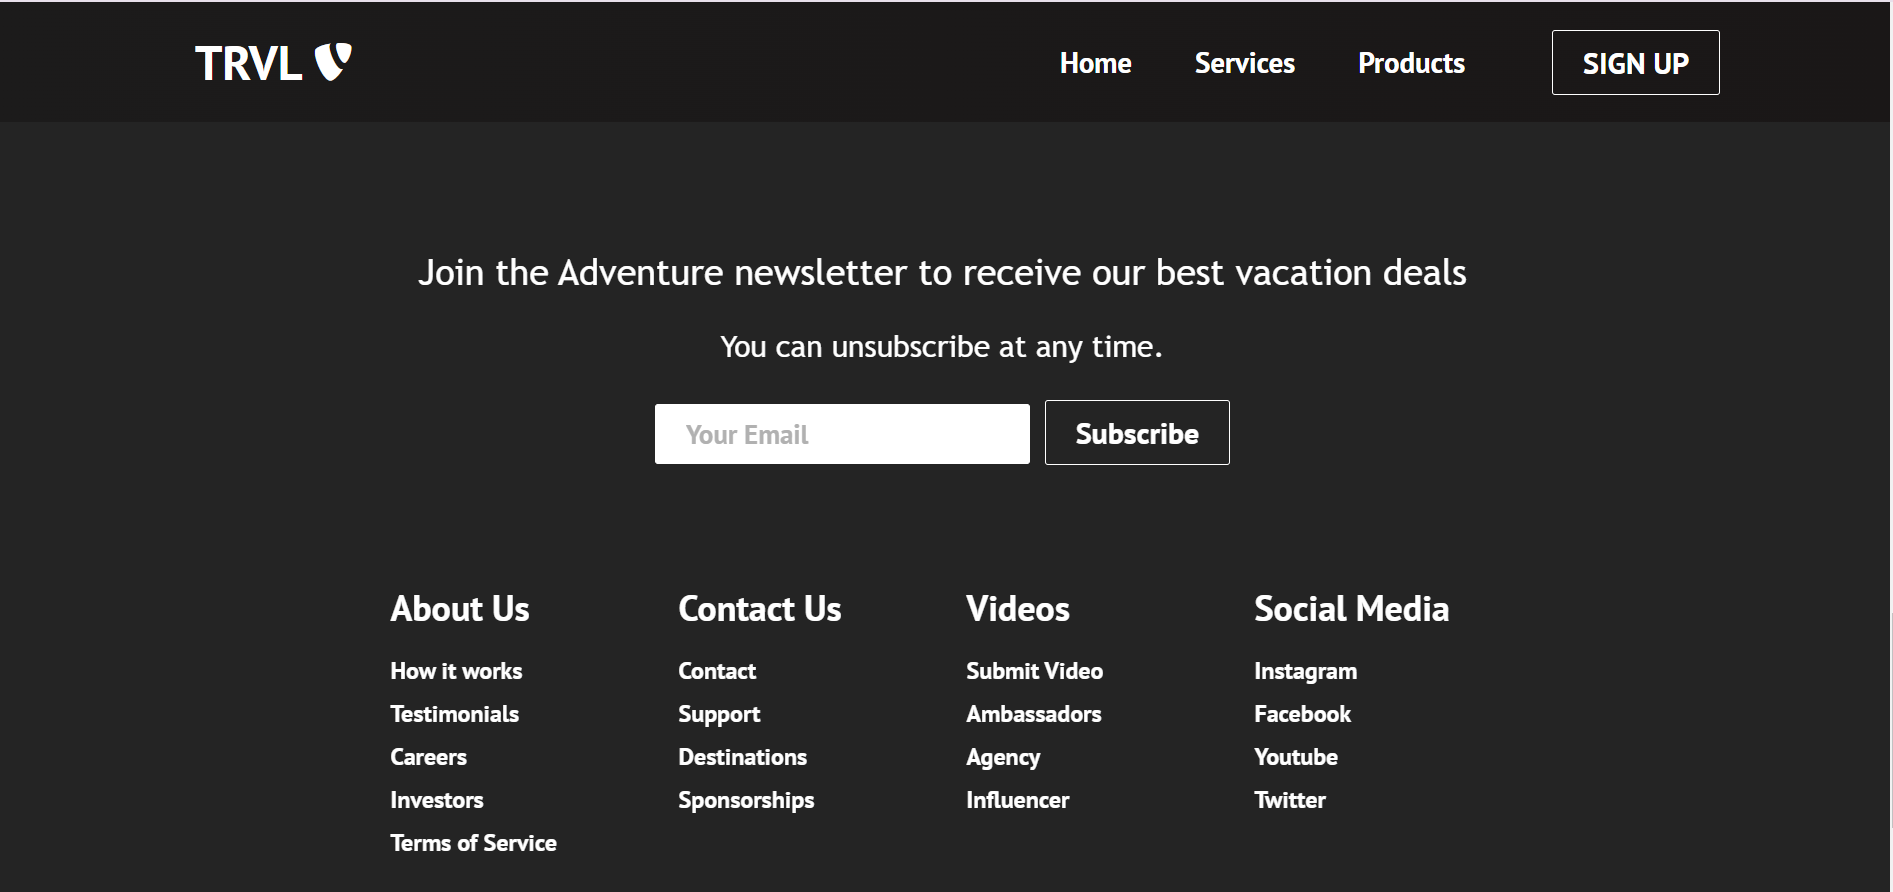 TRVL
Home Services Products SIGN UP
Join the Adventure newsletter to receive our best vacation deals
You can unsubscribe at any time.
Your Email Subscribe
About Us
How it works
Testimonials
Careers
Investors
Terms of Service
Contact Us
Contact
Support
Destinations
Sponsorships
Videos
Submit Video
Ambassadors
Agency
Influencer
Social Media
Instagram
Facebook
Youtube
Twitter